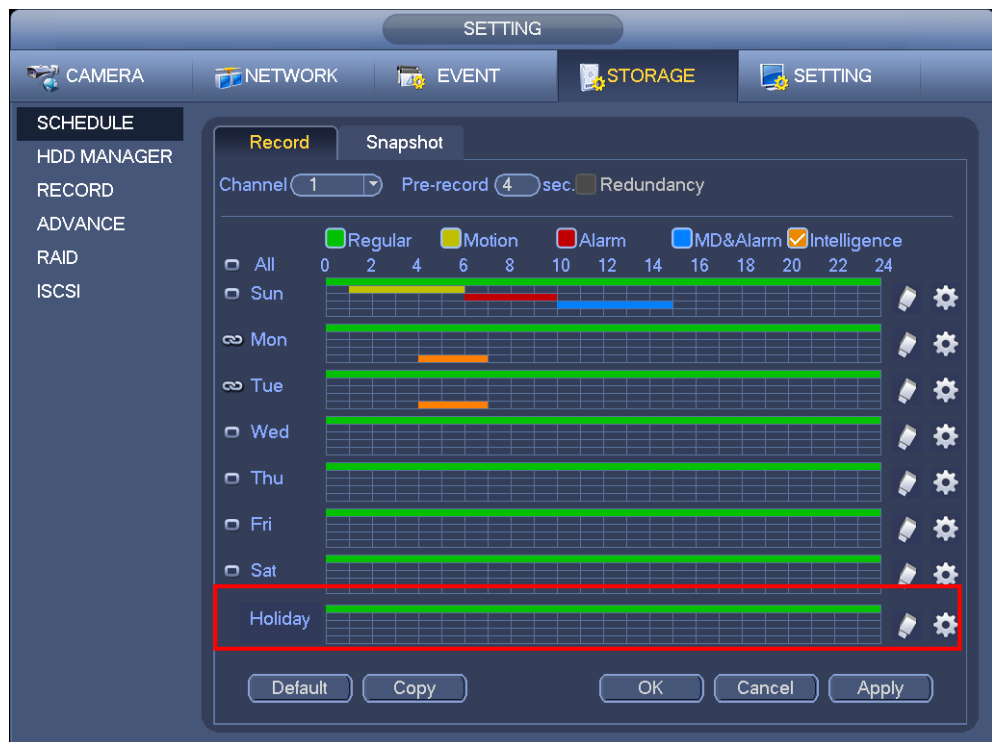 SETTING
CAMERA NETWORK EVENT STORAGE SETTING
SCHEDULE
HDD MANAGER
RECORD
ADVANCE
RAID
ISCSI
Record Snapshot
Channel 1 Pre-record 4 sec. Redundancy
Regular Motion Alarm MD&Alarm Intelligence
All 0 2 4 6 8 10 12 14 16 18 20 22 24
Sun
Mon
Tue
Wed
Thu
Fri
Sat
Holiday
Default Copy OK Cancel Apply